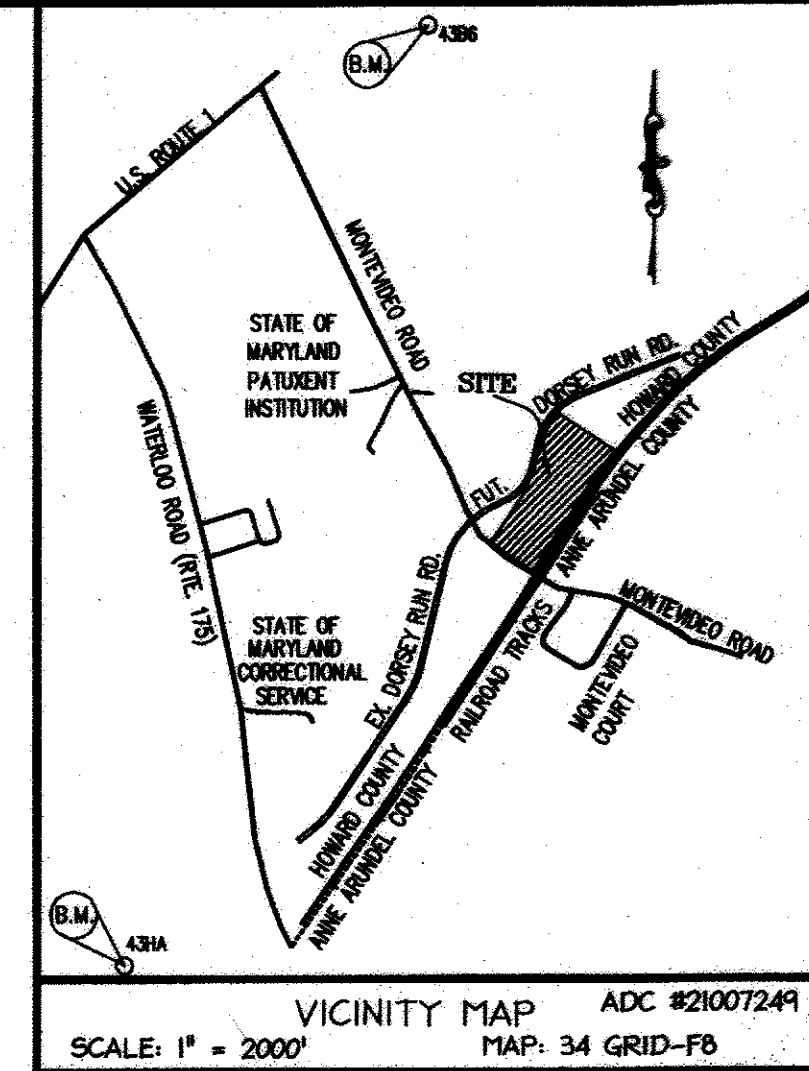 B.M.
43B6
U.S. ROUTE 1
MONTEVIDEO ROAD
STATE OF
MARYLAND
PATUXENT
INSTITUTION
SITE
DORSEY RUN RD.
HOWARD COUNTY
ANNE ARUNDEL COUNTY
WATERLOO ROAD (RTE. 175)
FUT.
EX. DORSEY RUN RD.
STATE OF
MARYLAND
CORRECTIONAL
SERVICE
RAILROAD TRACKS
MONTEVIDEO ROAD
MONTEVIDEO
COURT
HOWARD COUNTY
ANNE ARUNDEL COUNTY
B.M.
43HA
VICINITY MAP
ADC #21007249
SCALE: 1" = 2000'
MAP: 34 GRID-F8